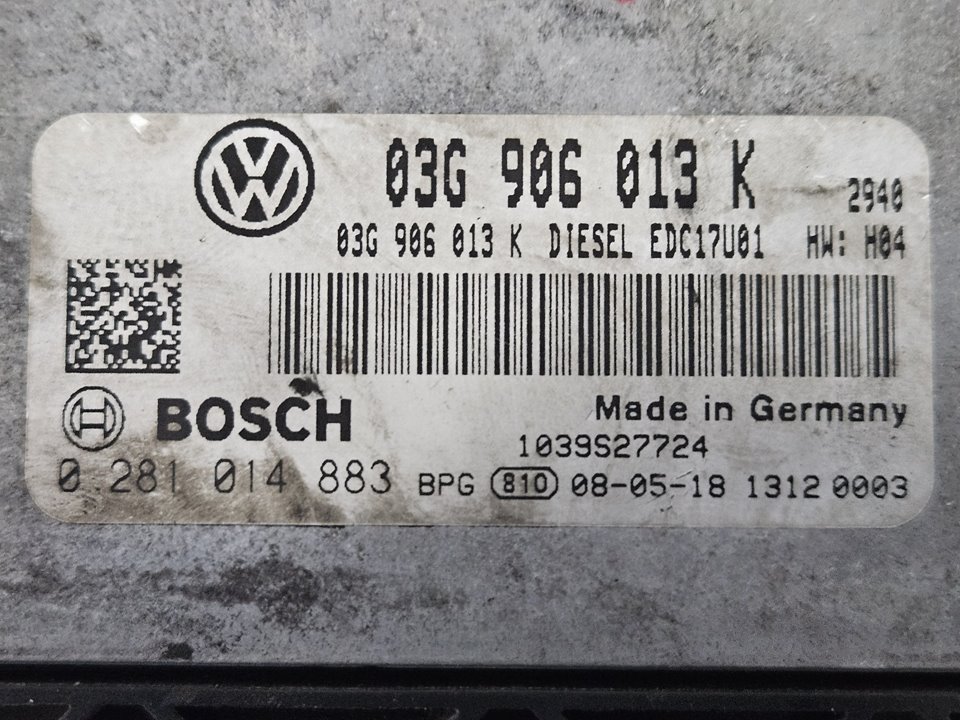 03G 906 013 K 2940
03G 906 013 K DIESEL EDC17U01 HW: H04
BOSCH Made in Germany
1039S27724
0 281 014 883 BPG 810 08-05-18 1312 0003